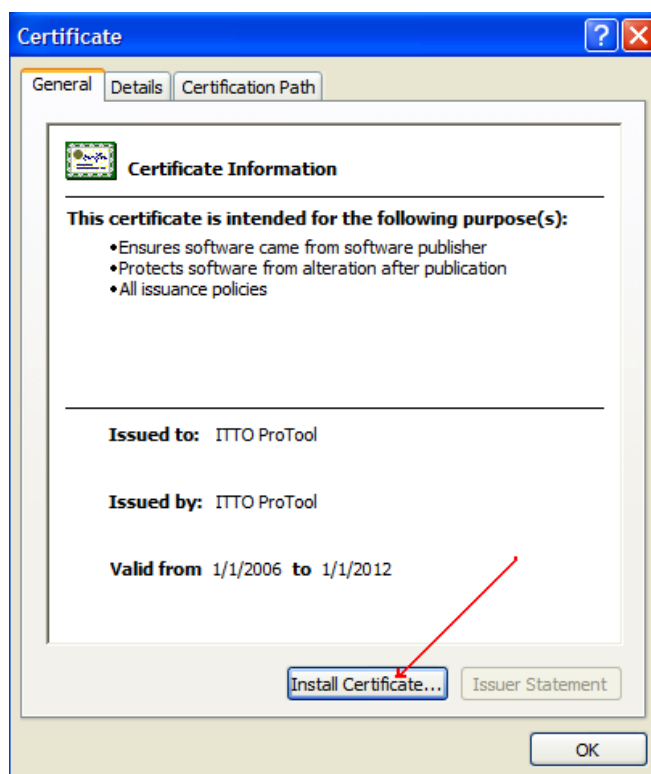 Certificate
General Details Certification Path
Certificate Information
This certificate is intended for the following purpose(s):
•Ensures software came from software publisher
•Protects software from alteration after publication
•All issuance policies
Issued to: ITTO ProTool
Issued by: ITTO ProTool
Valid from 1/1/2006 to 1/1/2012
Install Certificate... Issuer Statement
OK